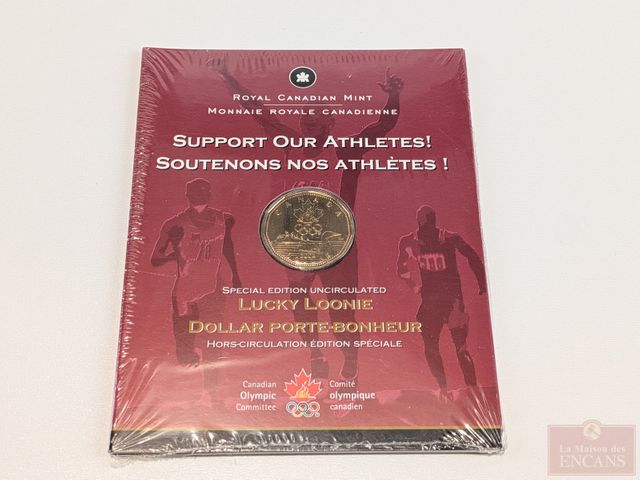 ROYAL CANADIAN MINT
MONNAIE ROYALE CANADIENNE
SUPPORT OUR ATHLETES!
SOUTENONS NOS ATHLÈTES !
CANADA
SPECIAL EDITION UNCIRCULATED
LUCKY LOONIE
DOLLAR PORTE-BONHEUR
HORS-CIRCULATION ÉDITION SPÉCIALE
Canadian
Olympic
Committee
Comité
olympique
canadien
La Maison des
ENCANS